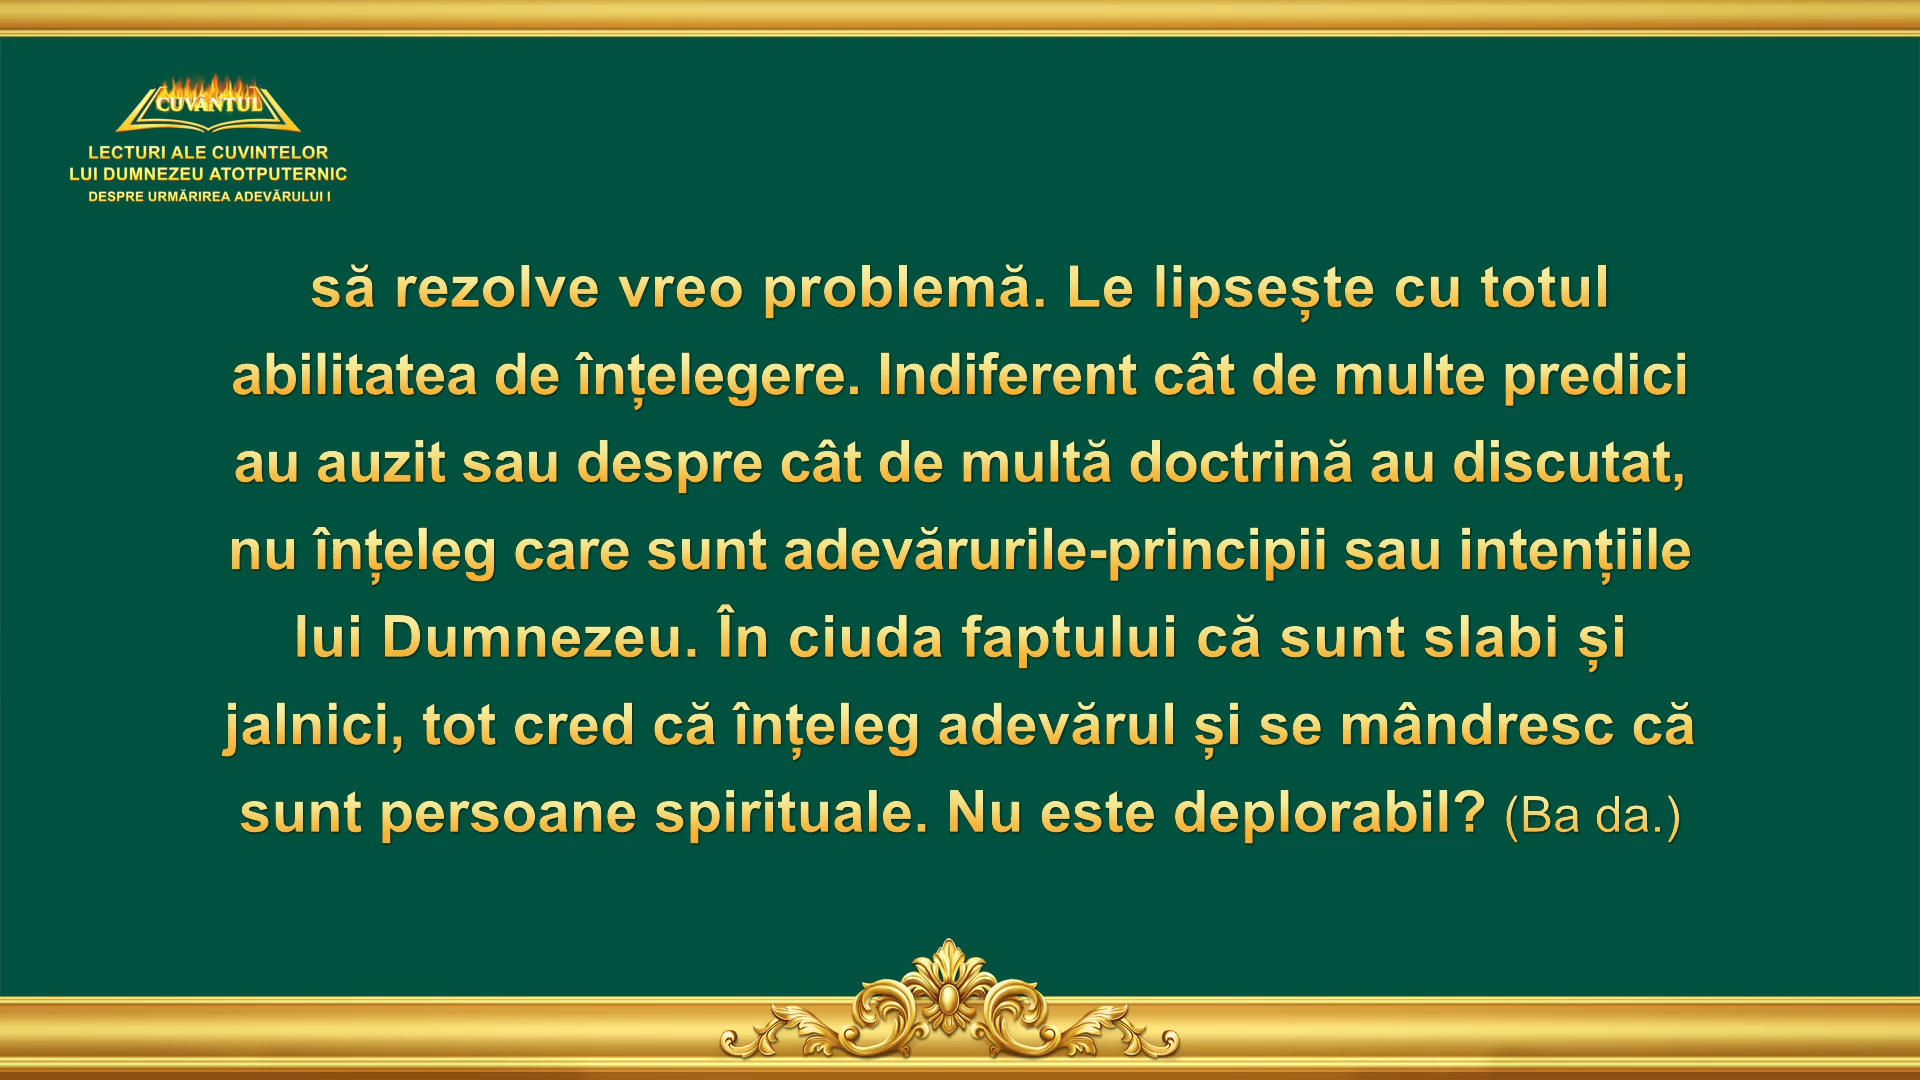 CUVÂNTUL
LECTURI ALE CUVINTELOR
LUI DUMNEZEU ATOTPUTERNIC
DESPRE URMĂRIREA ADEVĂRULUI I
să rezolve vreo problemă. Le lipsește cu totul
abilitatea de înțelegere. Indiferent cât de multe predici
au auzit sau despre cât de multă doctrină au discutat,
nu înțeleg care sunt adevărurile-principii sau intențiile
lui Dumnezeu. În ciuda faptului că sunt slabi și
jalnici, tot cred că înțeleg adevărul și se mândresc că
sunt persoane spirituale. Nu este deplorabil? (Ba da.)